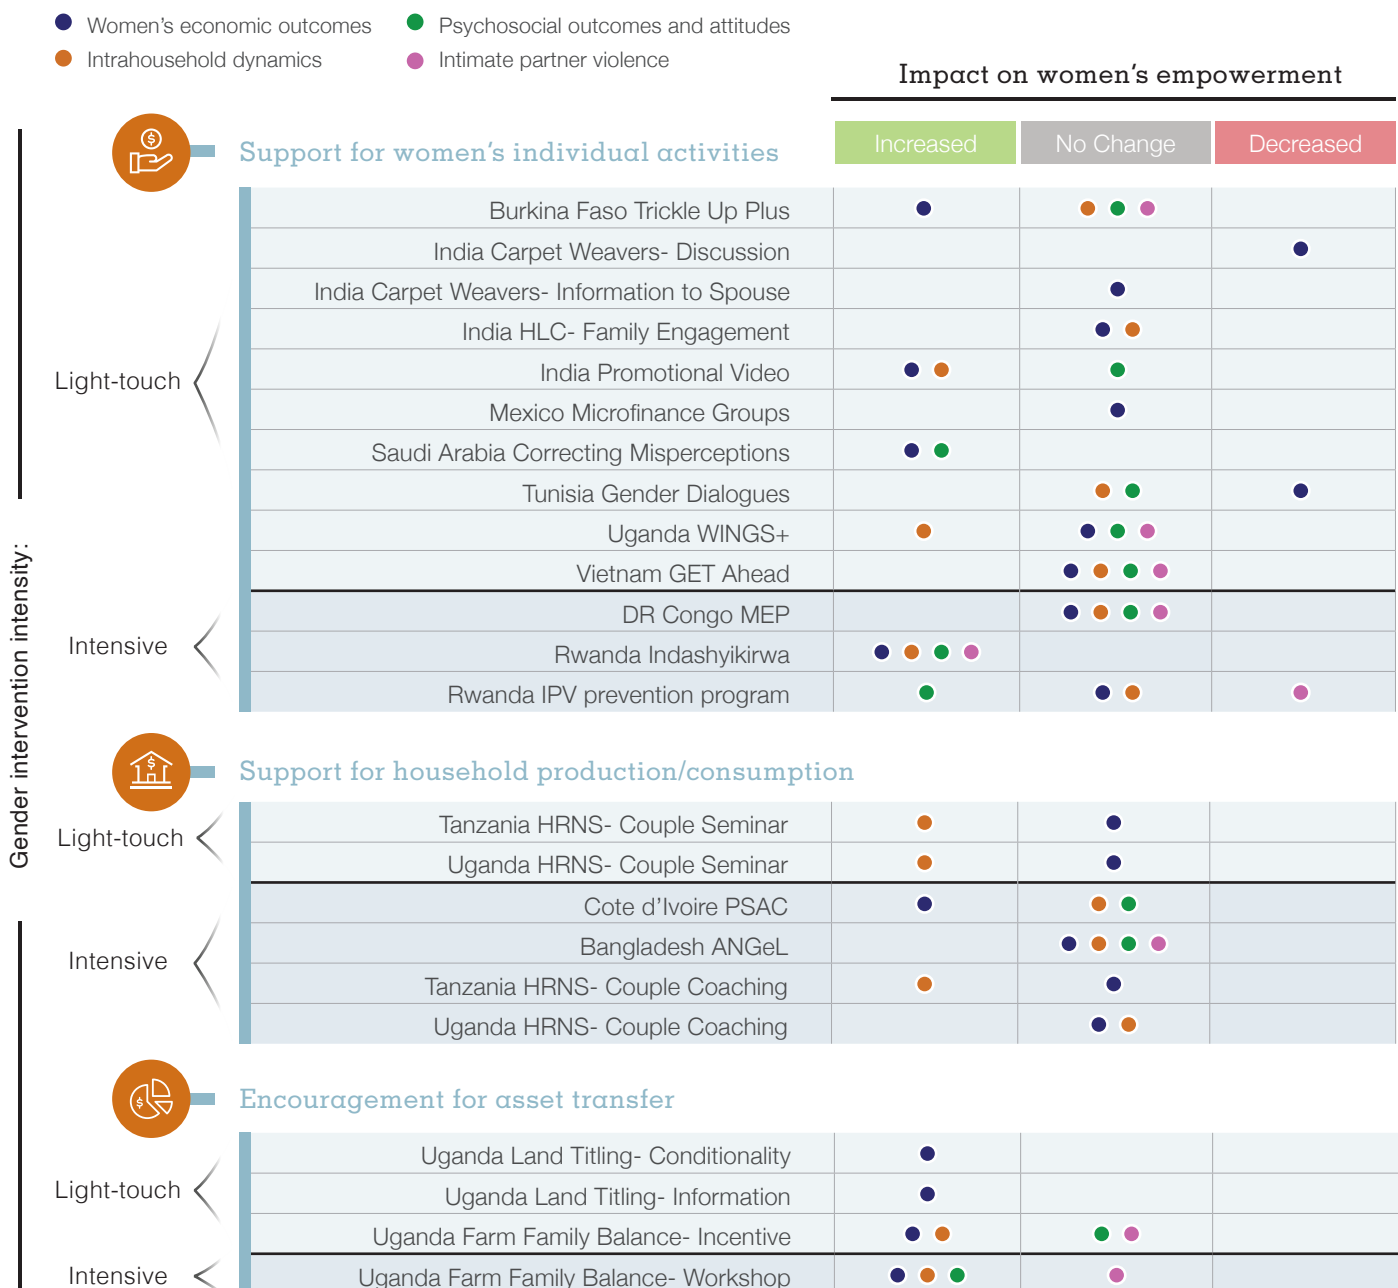 Women's economic outcomes
Psychosocial outcomes and attitudes
Intrahousehold dynamics
Intimate partner violence
Impact on women's empowerment
Support for women's individual activities
Increased
No Change
Decreased
Burkina Faso Trickle Up Plus
India Carpet Weavers- Discussion
India Carpet Weavers- Information to Spouse
India HLC- Family Engagement
India Promotional Video
Light-touch
Mexico Microfinance Groups
Saudi Arabia Correcting Misperceptions
Tunisia Gender Dialogues
Uganda WINGS+
Vietnam GET Ahead
DR Congo MEP
Intensive
Rwanda Indashyikirwa
Rwanda IPV prevention program
Gender intervention intensity:
Support for household production/consumption
Tanzania HRNS- Couple Seminar
Light-touch
Uganda HRNS- Couple Seminar
Cote d'Ivoire PSAC
Bangladesh ANGeL
Intensive
Tanzania HRNS- Couple Coaching
Uganda HRNS- Couple Coaching
Encouragement for asset transfer
Uganda Land Titling- Conditionality
Light-touch
Uganda Land Titling- Information
Uganda Farm Family Balance- Incentive
Intensive
Uganda Farm Family Balance- Workshop